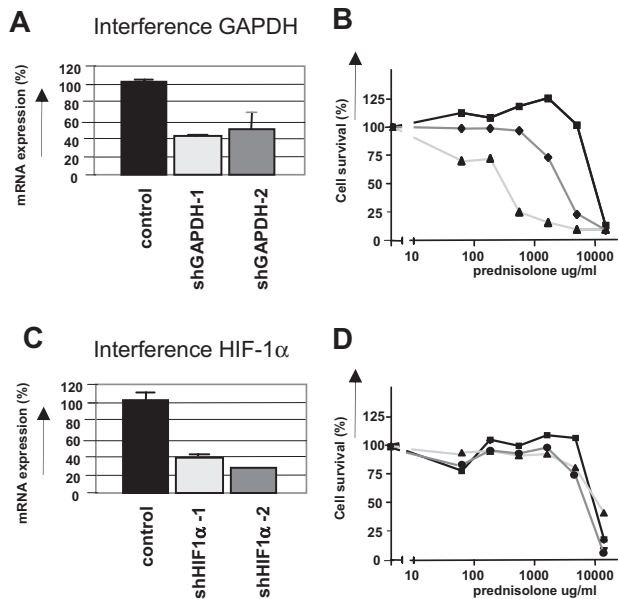 A
Interference GAPDH
mRNA expression (%)
120
100
80
60
40
20
0
control
shGAPDH-1
shGAPDH-2
B
Cell survival (%)
125
100
75
50
25
0
10
100
1000
10000
prednisolone ug/ml
C
Interference HIF-1α
mRNA expression (%)
120
100
80
60
40
20
0
control
shHIF1α -1
shHIF1α -2
D
Cell survival (%)
125
100
75
50
25
0
10
100
1000
10000
prednisolone ug/ml